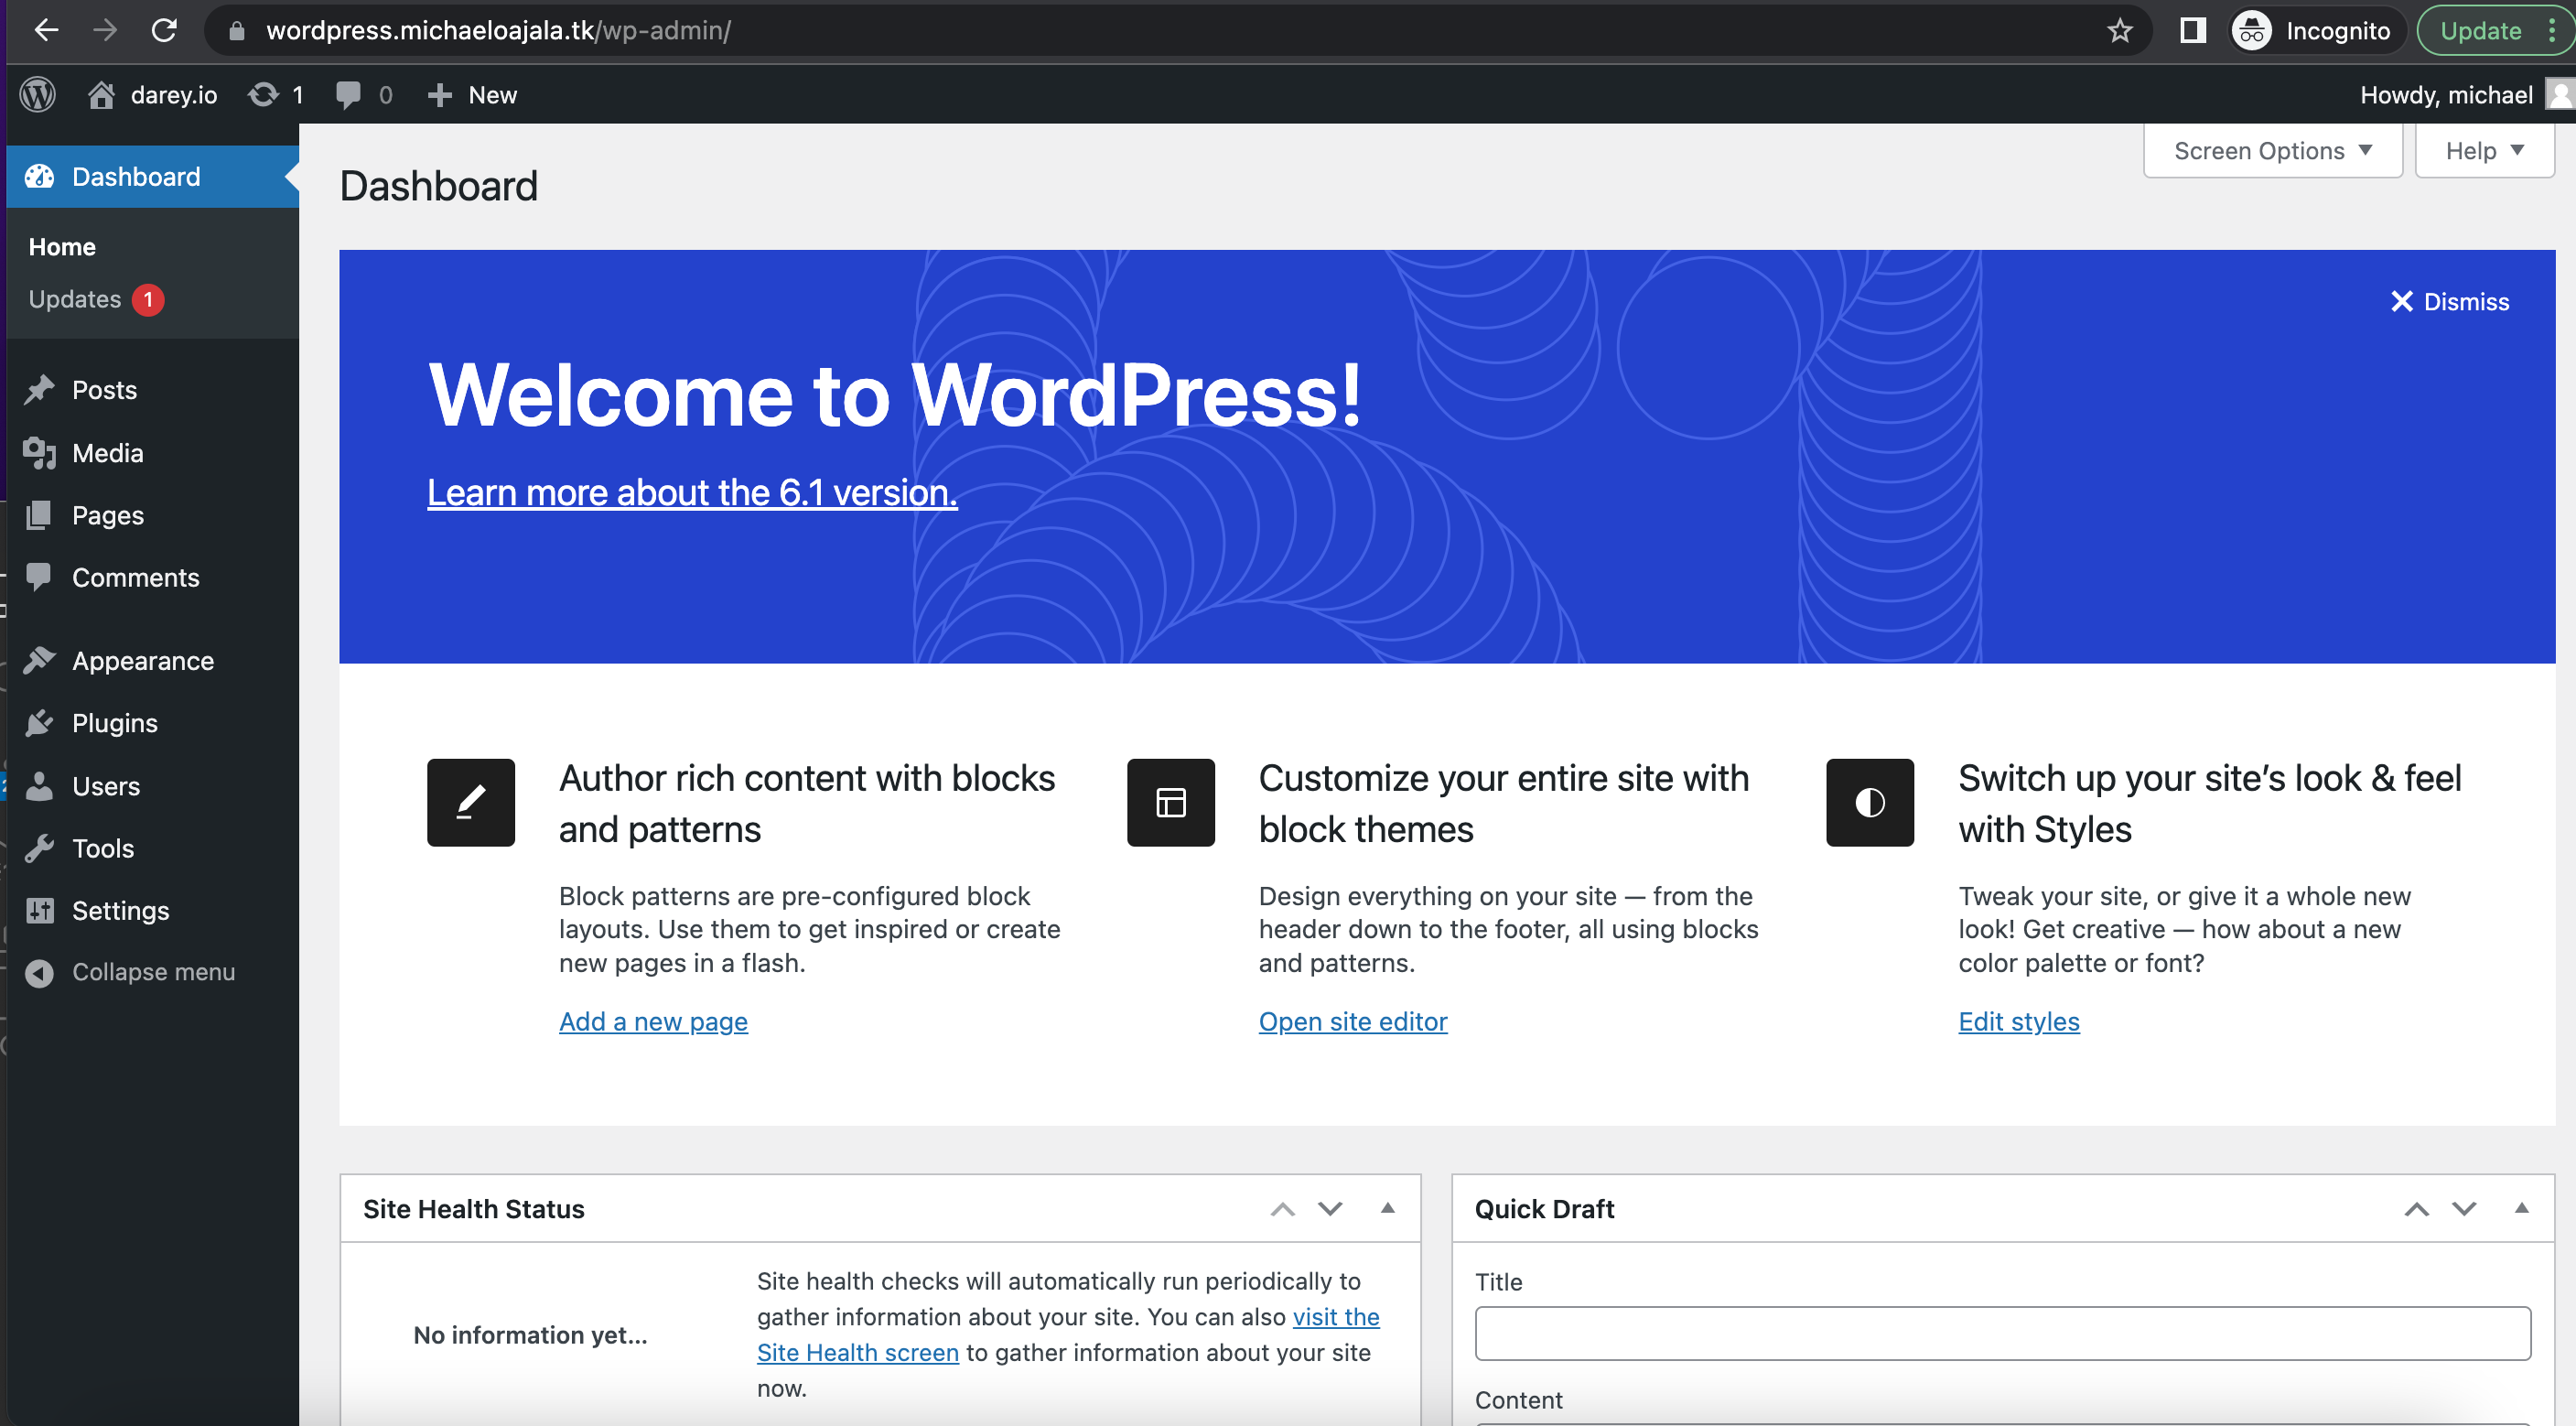 wordpress.michaeloajala.tk/wp-admin/
Incognito
Update
darey.io
1
0
New
Howdy, michael
Screen Options
Help
Dashboard
Home
Updates 1
Posts
Media
Pages
Comments
Appearance
Plugins
Users
Tools
Settings
Collapse menu
Dashboard
Dismiss
Welcome to WordPress!
Learn more about the 6.1 version.
Author rich content with blocks
and patterns
Block patterns are pre-configured block
layouts. Use them to get inspired or create
new pages in a flash.
Add a new page
Customize your entire site with
block themes
Design everything on your site — from the
header down to the footer, all using blocks
and patterns.
Open site editor
Switch up your site’s look & feel
with Styles
Tweak your site, or give it a whole new
look! Get creative — how about a new
color palette or font?
Edit styles
Site Health Status
No information yet...
Site health checks will automatically run periodically to
gather information about your site. You can also visit the
Site Health screen to gather information about your site
now.
Quick Draft
Title
Content